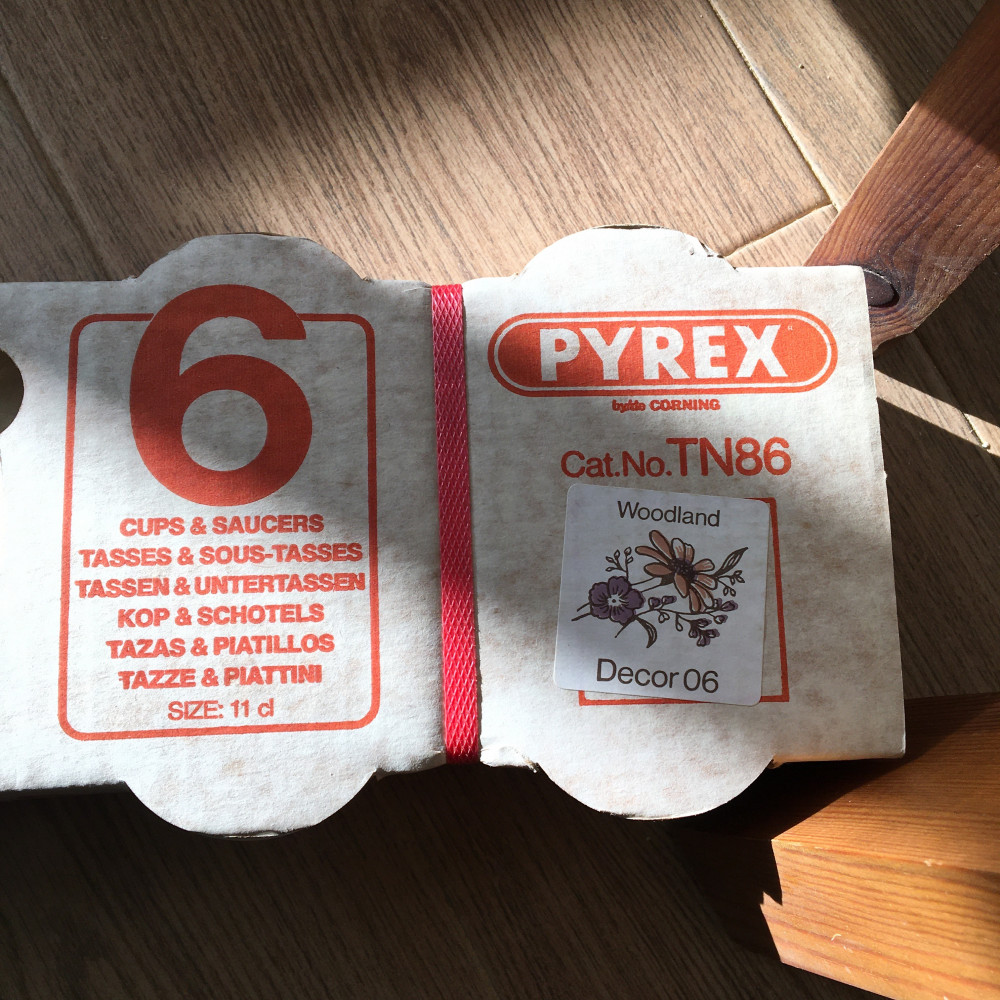 6
CUPS & SAUCERS
TASSES & SOUS-TASSES
TASSEN & UNTERTASSEN
KOP & SCHOTELS
TAZAS & PIATILLOS
TAZZE & PIATTINI
SIZE: 11 cl
PYREX
by/de CORNING
Cat.No.TN86
Woodland
Decor 06